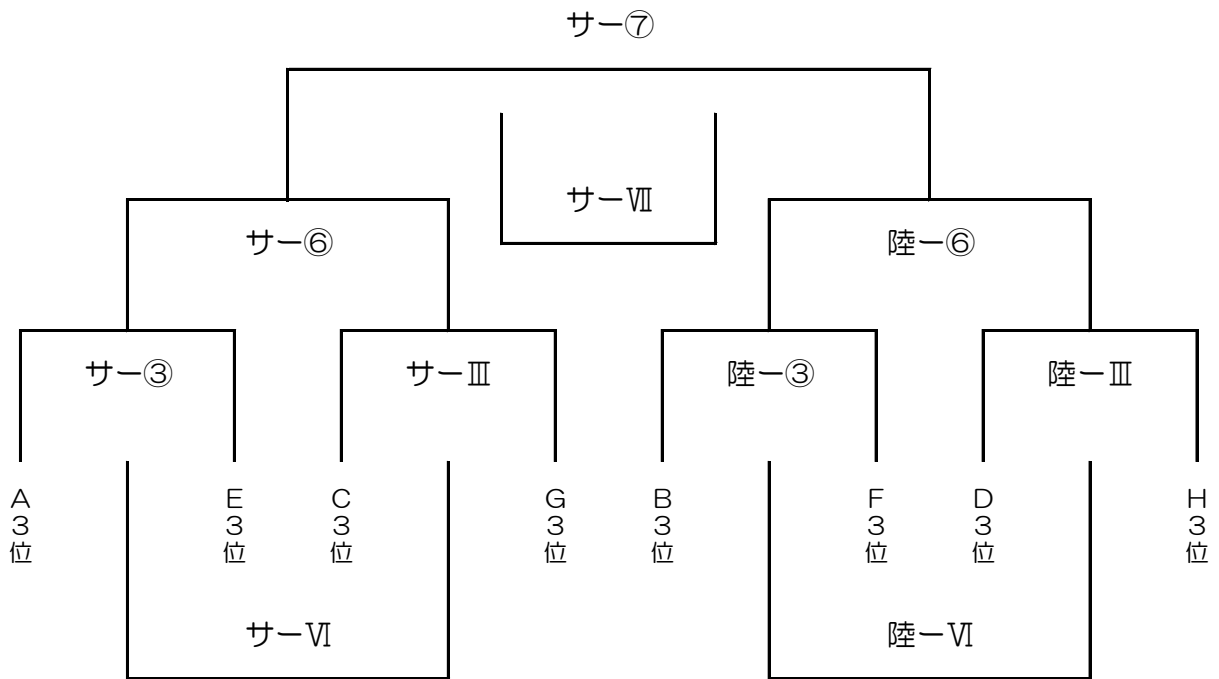 サー⑦
サーⅦ
サー⑥
陸ー⑥
サー③
サーⅢ
陸ー③
陸ーⅢ
A3位
E3位
C3位
G3位
B3位
F3位
D3位
H3位
サーⅥ
陸ーⅥ